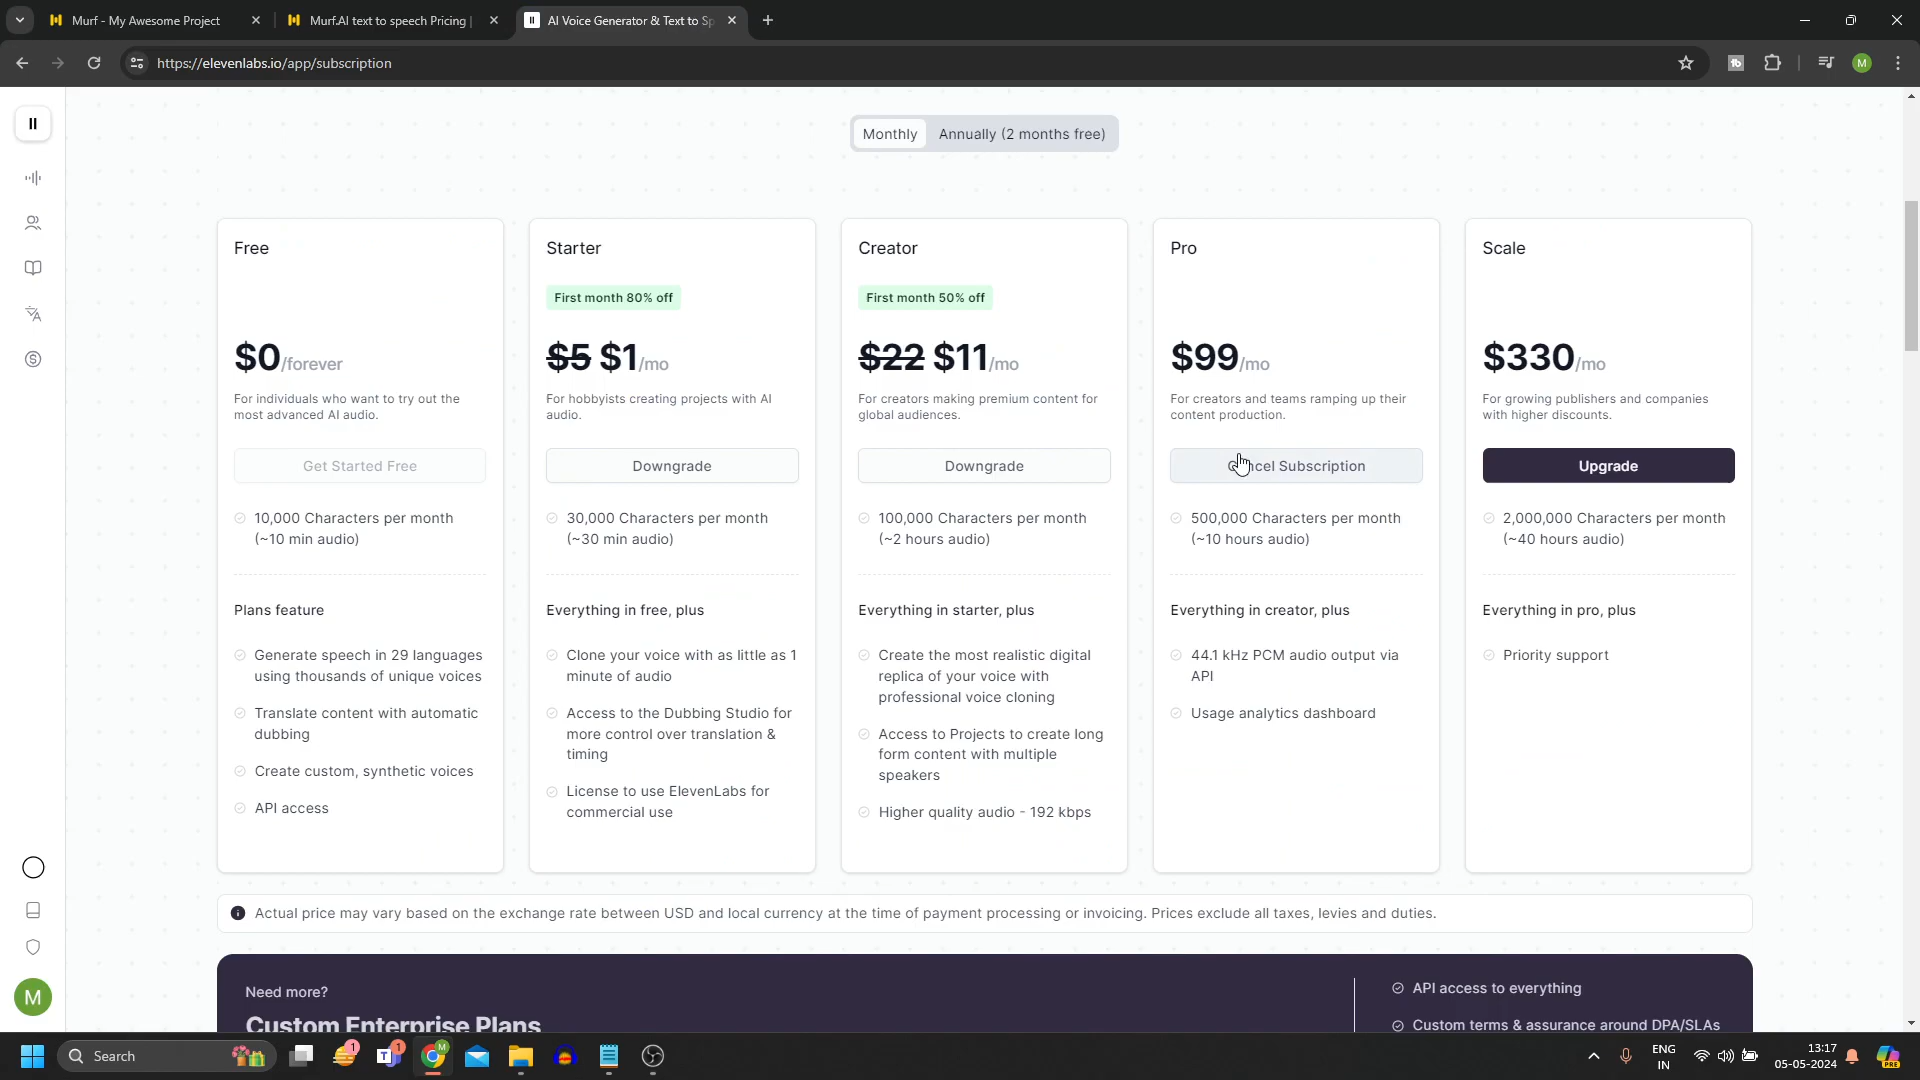 Murf - My Awesome Project
Murf.AI text to speech Pricing |
AI Voice Generator & Text to Sp
https://elevenlabs.io/app/subscription
M
Monthly
Annually (2 months free)
Free
$0/forever
For individuals who want to try out the
most advanced AI audio.
Get Started Free
10,000 Characters per month
(~10 min audio)
Plans feature
Generate speech in 29 languages
using thousands of unique voices
Translate content with automatic
dubbing
Create custom, synthetic voices
API access
Starter
First month 80% off
$5 $1/mo
For hobbyists creating projects with AI
audio.
Downgrade
30,000 Characters per month
(~30 min audio)
Everything in free, plus
Clone your voice with as little as 1
minute of audio
Access to the Dubbing Studio for
more control over translation &
timing
License to use ElevenLabs for
commercial use
Creator
First month 50% off
$22 $11/mo
For creators making premium content for
global audiences.
Downgrade
100,000 Characters per month
(~2 hours audio)
Everything in starter, plus
Create the most realistic digital
replica of your voice with
professional voice cloning
Access to Projects to create long
form content with multiple
speakers
Higher quality audio - 192 kbps
Pro
$99/mo
For creators and teams ramping up their
content production.
Cancel Subscription
500,000 Characters per month
(~10 hours audio)
Everything in creator, plus
44.1 kHz PCM audio output via
API
Usage analytics dashboard
Scale
$330/mo
For growing publishers and companies
with higher discounts.
Upgrade
2,000,000 Characters per month
(~40 hours audio)
Everything in pro, plus
Priority support
Actual price may vary based on the exchange rate between USD and local currency at the time of payment processing or invoicing. Prices exclude all taxes, levies and duties.
Need more?
Custom Enterprise Plans
API access to everything
Custom terms & assurance around DPA/SLAs
M
Search
1
1
M
ENG
IN
13:17
05-05-2024
PRE